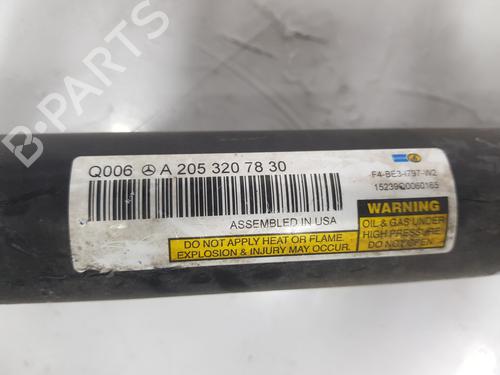 B-PARTS
Q006 A 205 320 78 30
ASSEMBLED IN USA
DO NOT APPLY HEAT OR FLAME.
EXPLOSION & INJURY MAY OCCUR.
F4-BE3-I797-W2
15239Q0060165
WARNING
OIL & GAS UNDER
HIGH PRESSURE
DO NOT OPEN